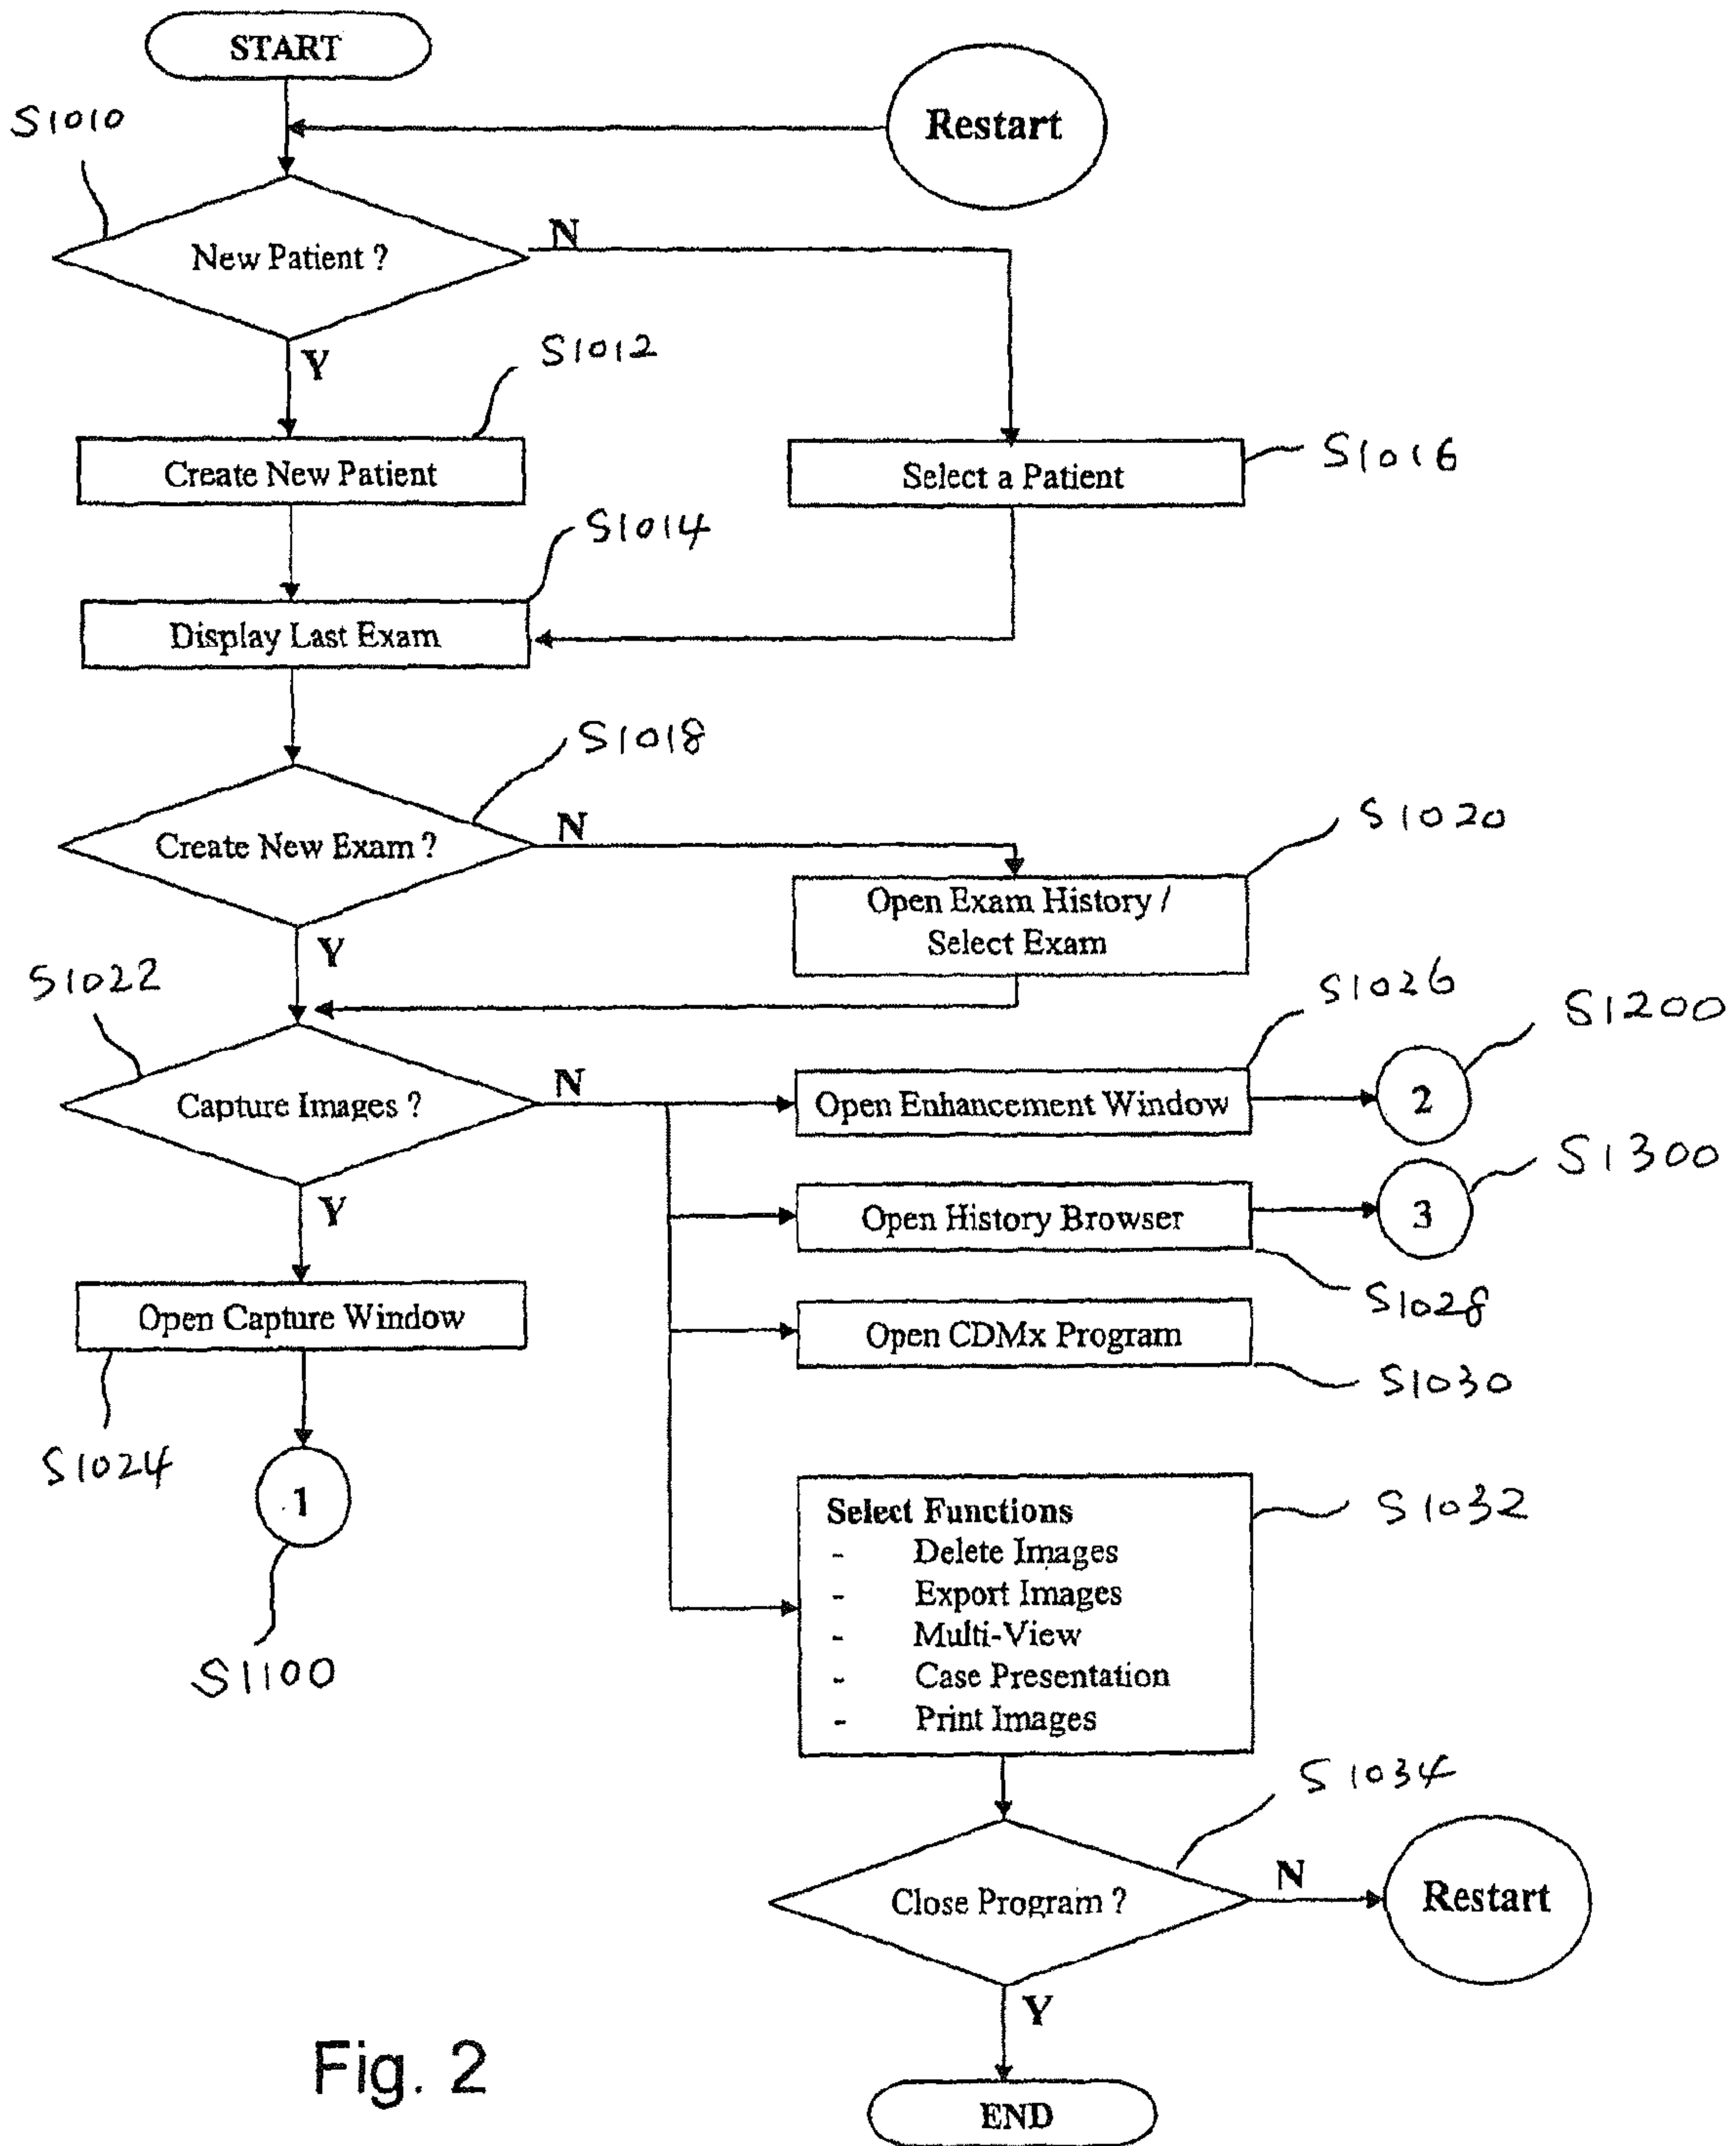 START
S1010
Restart
New Patient ?
N
Y
S1012
Create New Patient
Select a Patient
S1016
S1014
Display Last Exam
S1018
Create New Exam ?
N
S1020
Open Exam History /
Select Exam
Y
S1022
S1026
S1200
Capture Images ?
N
Open Enhancement Window
2
S1300
Y
Open History Browser
3
S1028
Open Capture Window
Open CDMx Program
S1030
S1024
1
S1100
S1032
Select Functions
- Delete Images
- Export Images
- Multi-View
- Case Presentation
- Print Images
S1034
Close Program ?
N
Restart
Y
END
Fig. 2